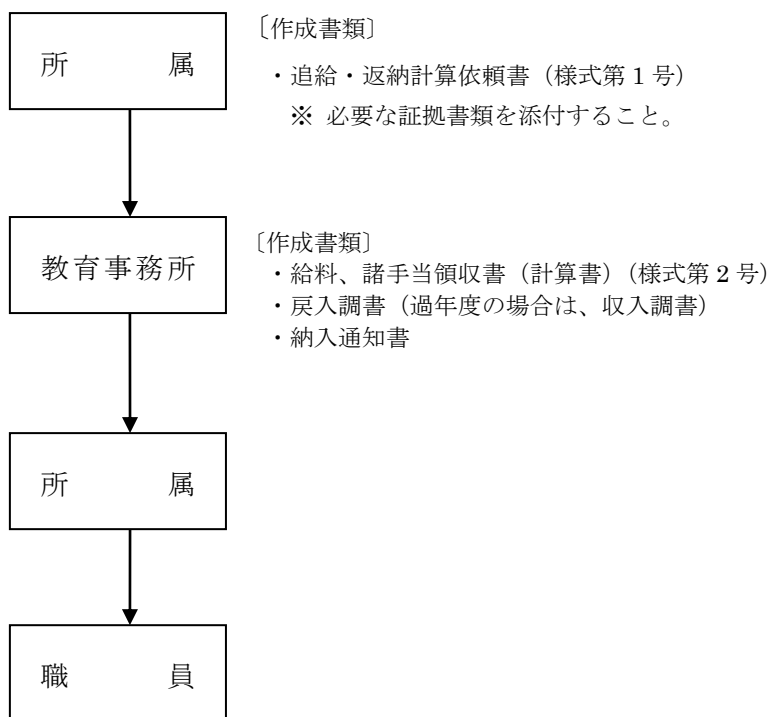 所　　　属
〔作成書類〕
・追給・返納計算依頼書（様式第１号）
※ 必要な証拠書類を添付すること。
教育事務所
〔作成書類〕
・給料、諸手当領収書（計算書）（様式第２号）
・戻入調書（過年度の場合は、収入調書）
・納入通知書
所　　　属
職　　　員